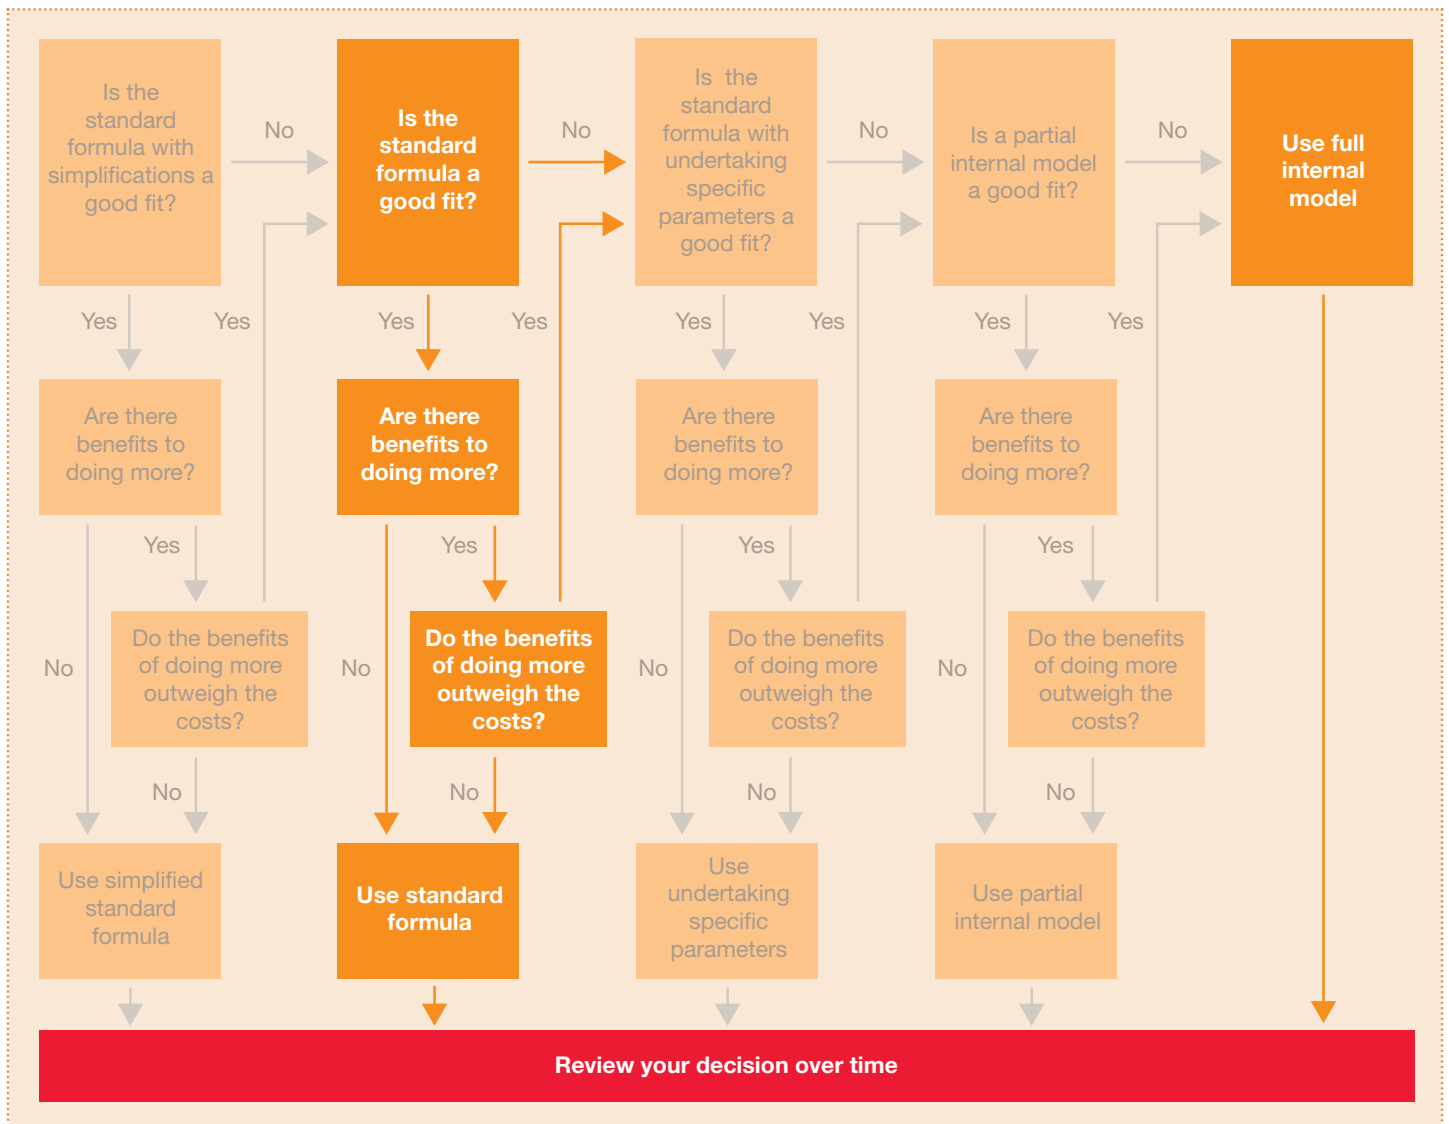 Is the
standard
formula with
simplifications a
good fit?
No
Is the
standard
formula a
good fit?
No
Is the
standard
formula with
undertaking
specific
parameters a
good fit?
No
Is a partial
internal model
a good fit?
No
Use full
internal
model
Yes
Yes
Yes
Yes
Yes
Yes
Yes
Yes
Are there
benefits to
doing more?
Are there
benefits to
doing more?
Are there
benefits to
doing more?
Are there
benefits to
doing more?
Yes
Yes
Yes
Yes
No
Do the benefits
of doing more
outweigh the
costs?
No
Do the benefits
of doing more
outweigh the
costs?
No
Do the benefits
of doing more
outweigh the
costs?
No
Do the benefits
of doing more
outweigh the
costs?
No
No
No
No
Use simplified
standard
formula
Use standard
formula
Use
undertaking
specific
parameters
Use partial
internal model
Review your decision over time